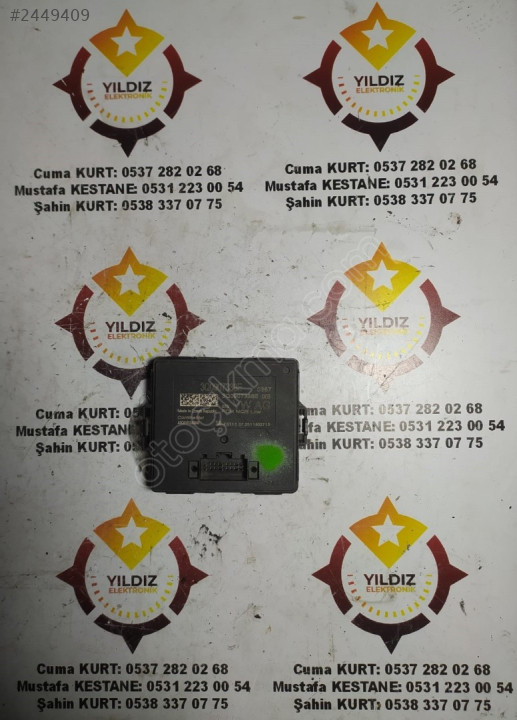 #2449409
YILDIZ
ELEKTRONİK
YILDIZ
ELEKTRONİK
Cuma KURT: 0537 282 02 68
Mustafa KESTANE: 0531 223 00 54
Şahin KURT: 0538 337 07 75
Cuma KURT: 0537 282 02 68
Mustafa KESTANE: 0531 223 00 54
Şahin KURT: 0538 337 07 75
YILDIZ
ELEKTRONİK
YILDIZ
Cuma KURT: 05
Mustafa KESTAN
Şahin KURT: 0
282 02 68
0531 223 00 54
0538 337 07 75
YILDIZ
ELEKTRONİK
YILDIZ
ELEKTRONİK
Cuma KURT: 0537 282 02 68
Mustafa KESTANE: 0531 223 00 54
Şahin KURT: 0538 337 07 75
Cuma KURT: 0537 282 02 68
Mustafa KESTANE: 0531 223 00 54
Şahin KURT: 0538 337 07 75